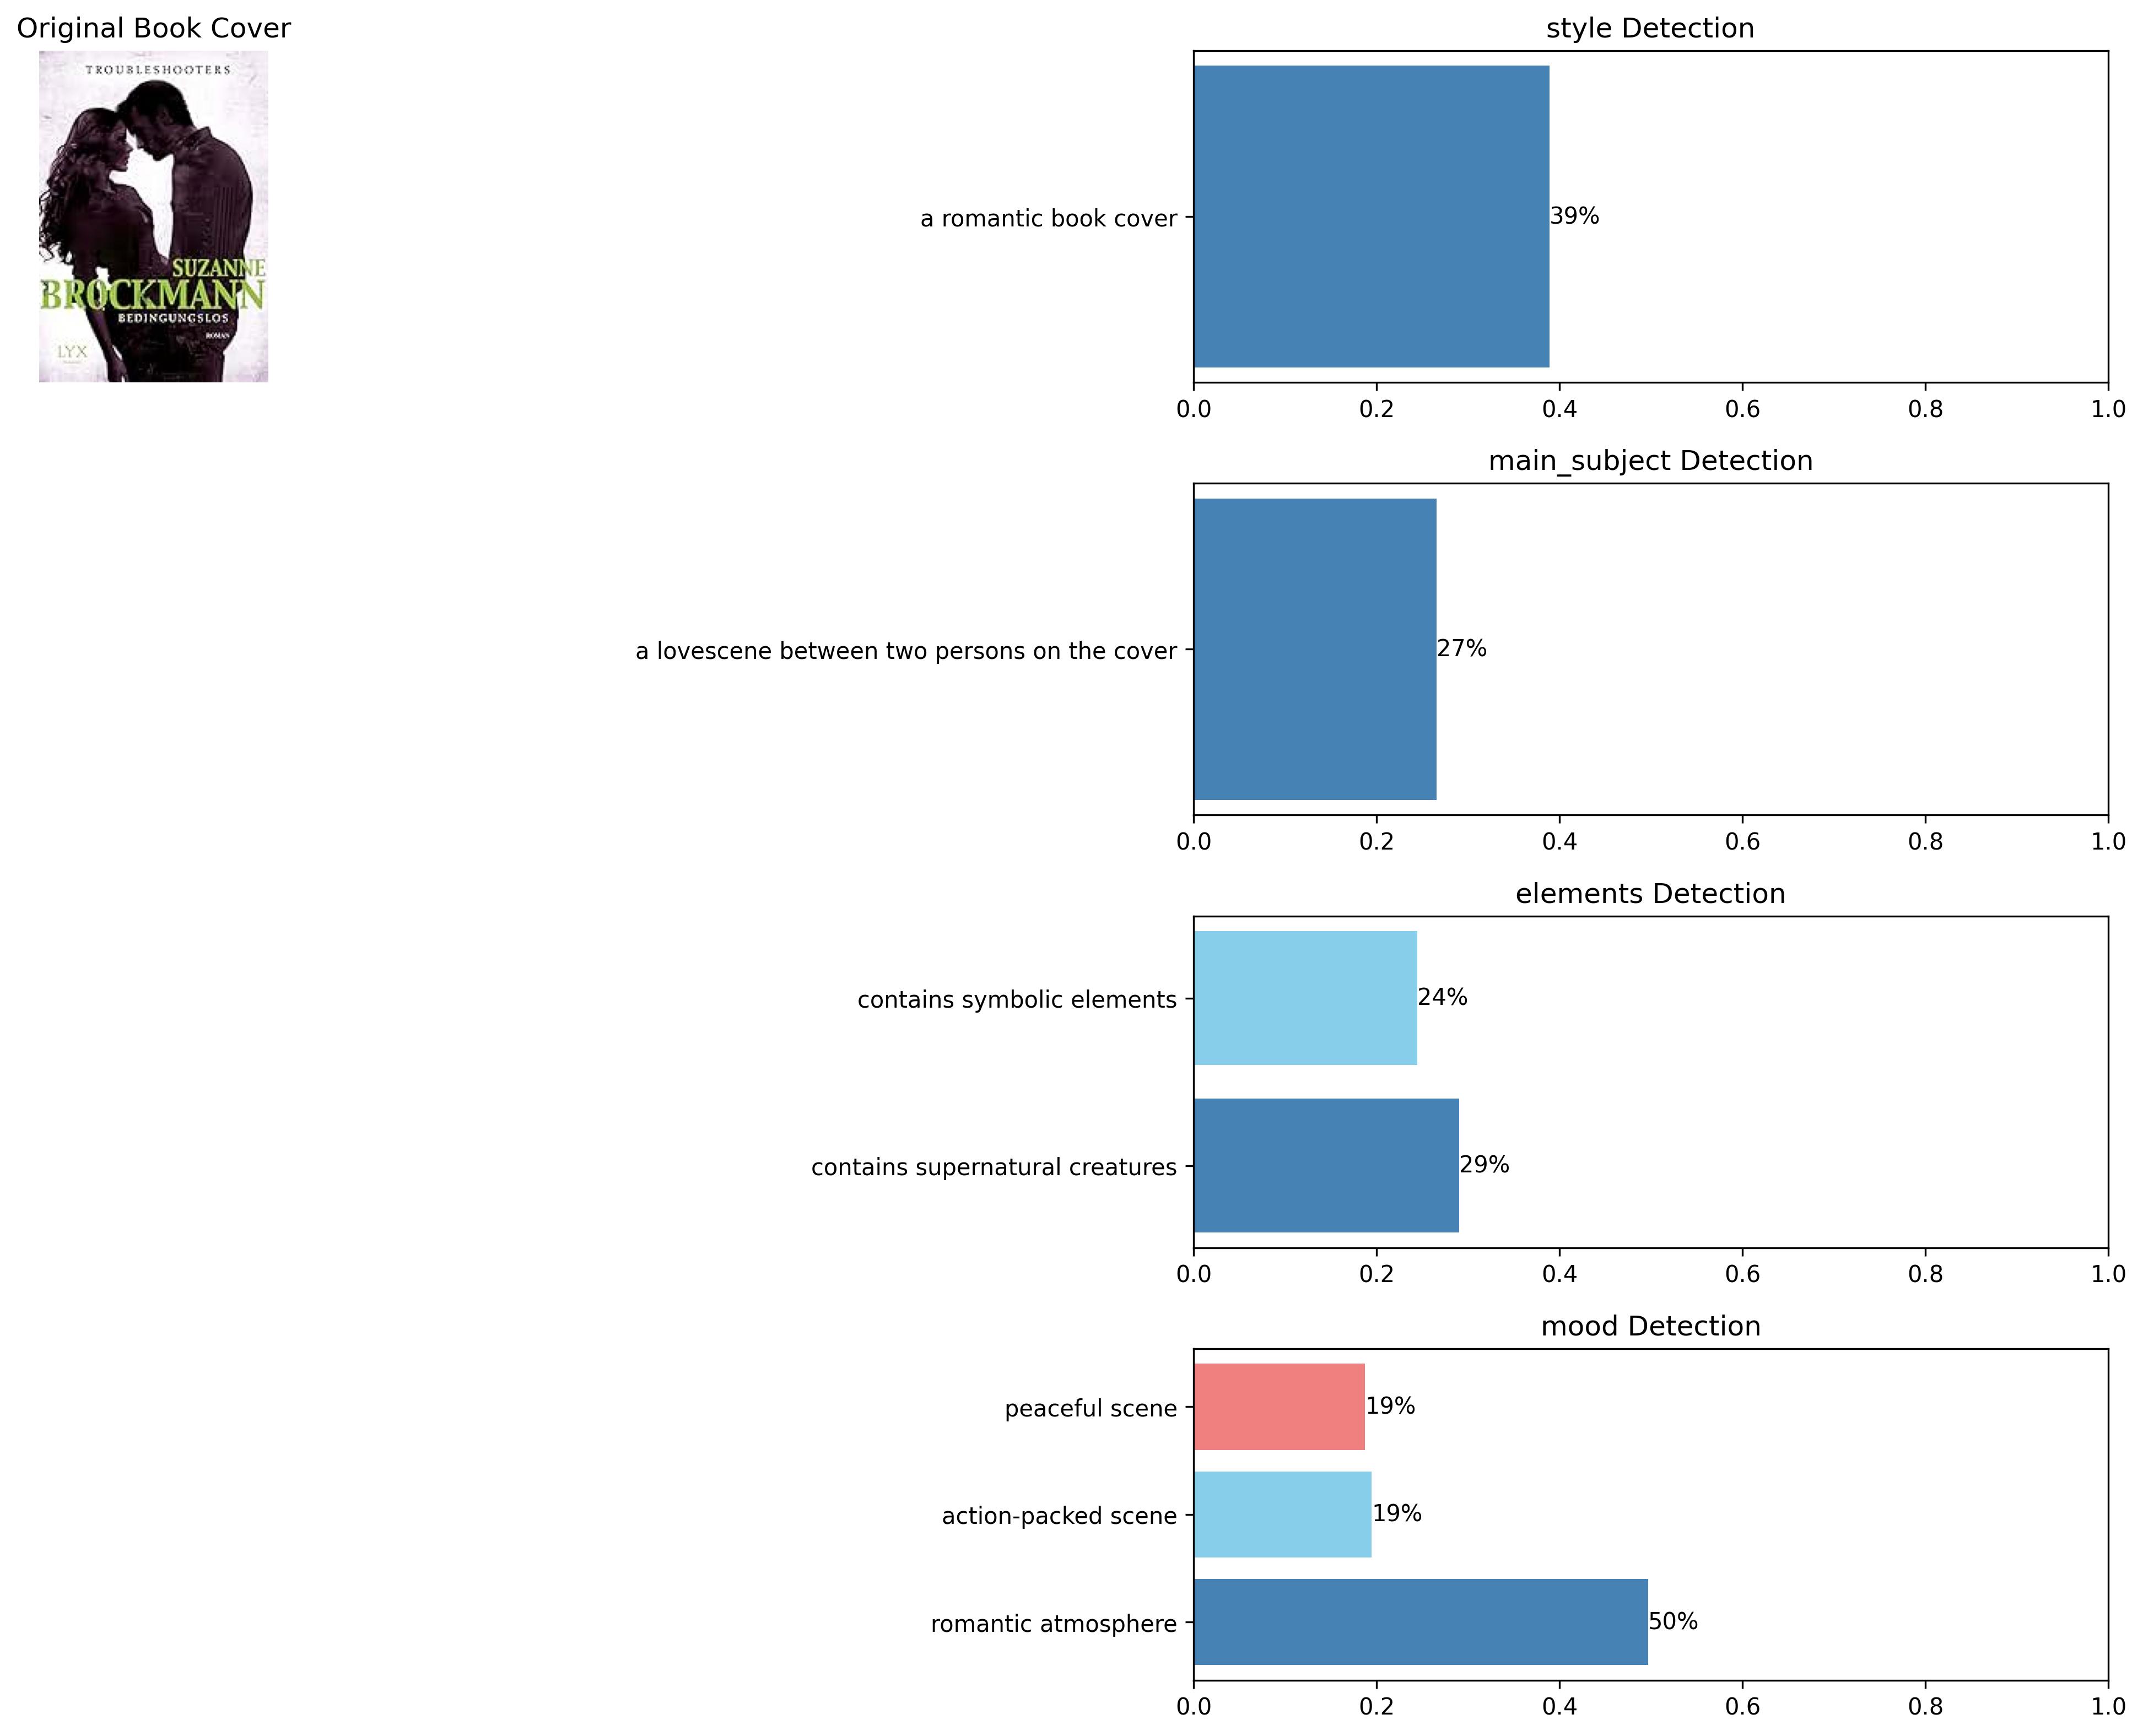 Original Book Cover
TROUBLESHOOTERS
SUZANNE
BROCKMANN
BEDINGUNGSLOS
ROMAN
LYX
style Detection
a romantic book cover
39%
0.0 0.2 0.4 0.6 0.8 1.0
main_subject Detection
a lovescene between two persons on the cover
27%
0.0 0.2 0.4 0.6 0.8 1.0
elements Detection
contains symbolic elements
24%
contains supernatural creatures
29%
0.0 0.2 0.4 0.6 0.8 1.0
mood Detection
peaceful scene
19%
action-packed scene
19%
romantic atmosphere
50%
0.0 0.2 0.4 0.6 0.8 1.0